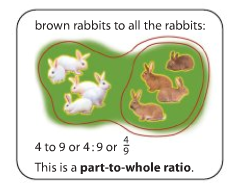 brown rabbits to all the rabbits:
4 to 9 or 4:9 or 4/9
This is a part-to-whole ratio.